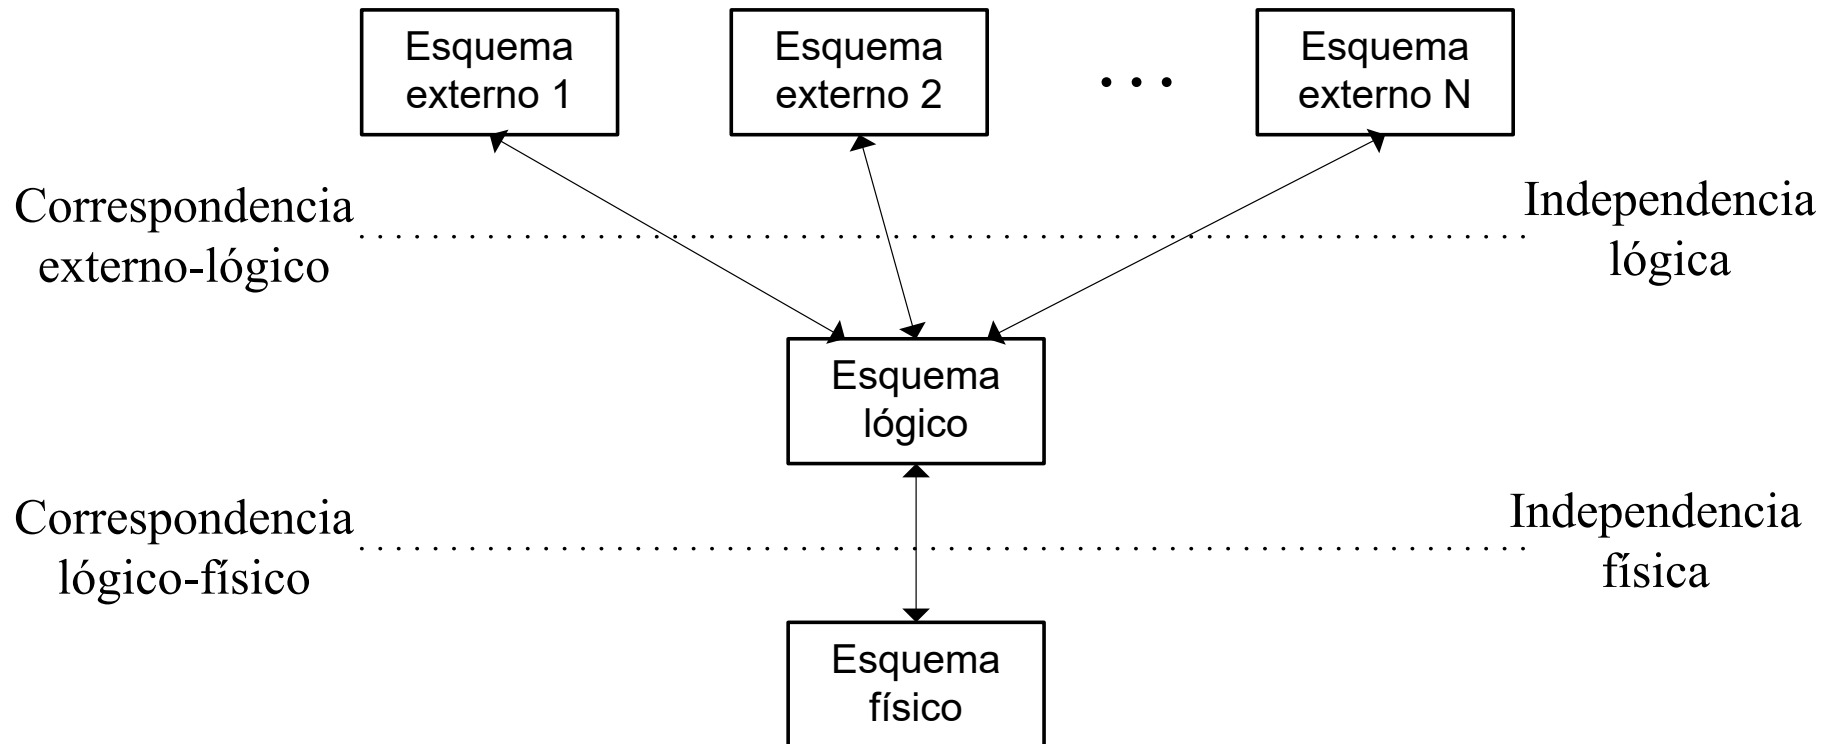 Esquema
externo 1
Esquema
externo 2
...
Esquema
externo N
Correspondencia
externo-lógico
Independencia
lógica
Esquema
lógico
Correspondencia
lógico-físico
Independencia
física
Esquema
físico